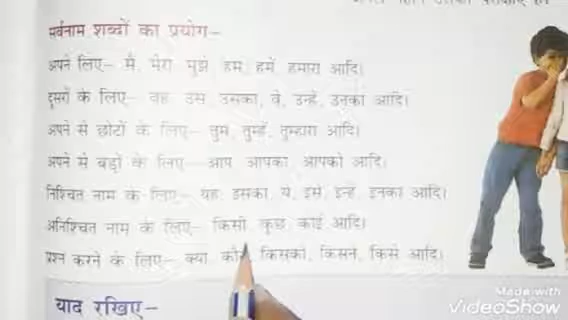 सर्वनाम शब्दों का प्रयोग–
अपने लिए– मैं, मेरा, मुझे, हम, हमें, हमारा आदि।
दूसरों के लिए– वह, उस, उसका, वे, उन्हें, उनका आदि।
अपने से छोटों के लिए– तुम, तुम्हें, तुम्हारा आदि।
अपने से बड़ों के लिए– आप, आपका, आपको आदि।
निश्चित नाम के लिए– यह, इसका, ये, इसे, इन्हें, इनका आदि।
अनिश्चित नाम के लिए– किसी, कुछ, कोई आदि।
प्रश्न करने के लिए– क्या, कौन, किसको, किसने, किसे आदि।
याद रखिए–
Made with
VideoShow